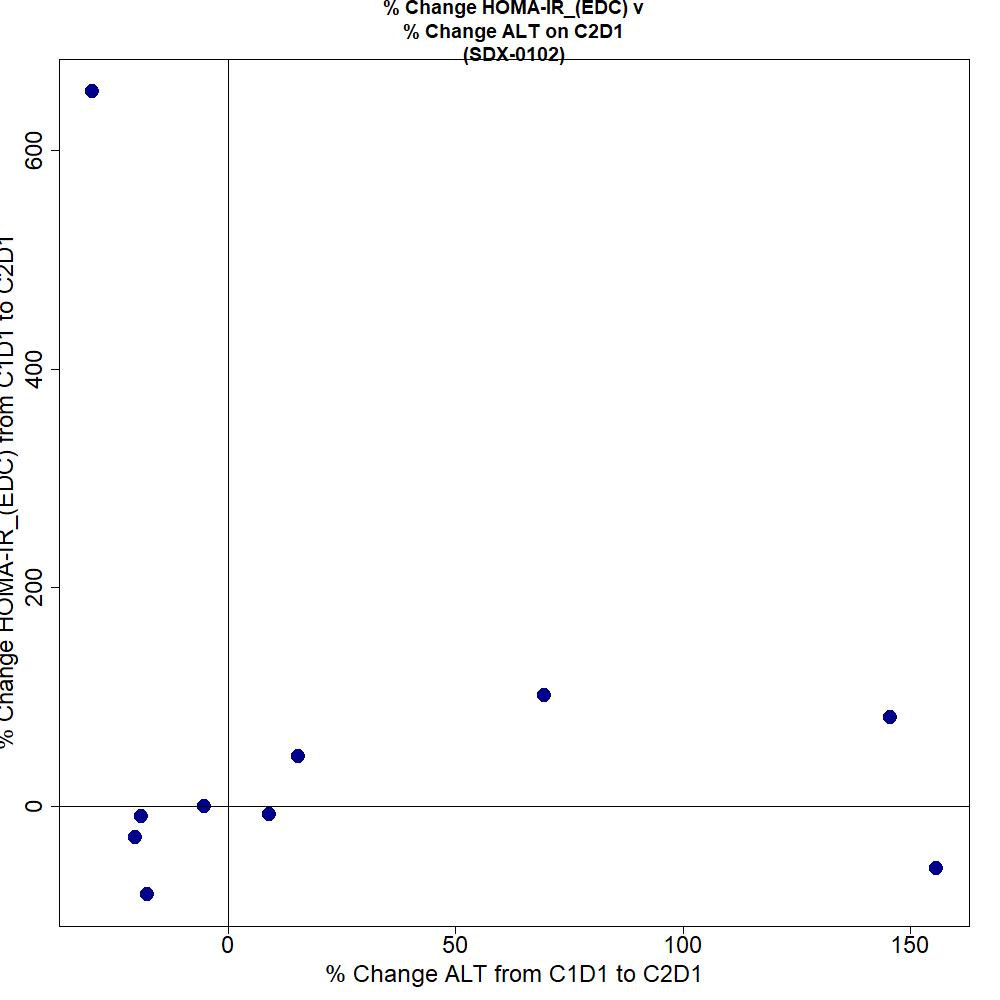 % Change HOMA-IR_(EDC) v
% Change ALT on C2D1
(SDX-0102)
% Change HOMA-IR_(EDC) from C1D1 to C2D1
600
400
200
0
0
50
100
150
% Change ALT from C1D1 to C2D1